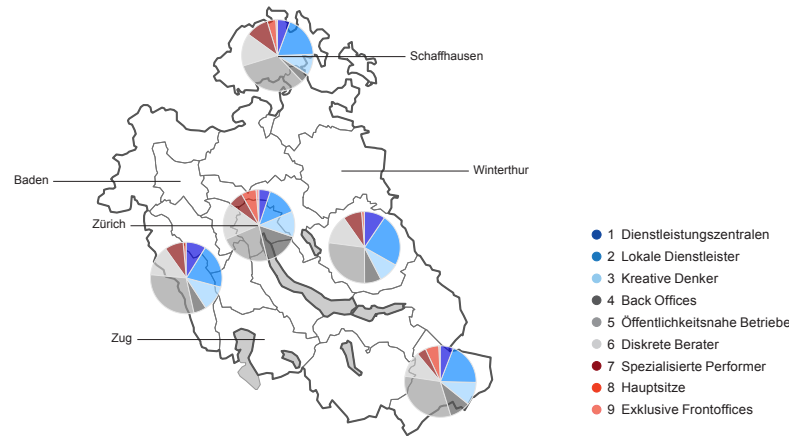 Schaffhausen
Winterthur
Baden
Zürich
Zug
1 Dienstleistungszentralen
2 Lokale Dienstleister
3 Kreative Denker
4 Back Offices
5 Öffentlichkeitsnahe Betriebe
6 Diskrete Berater
7 Spezialisierte Performer
8 Hauptsitze
9 Exklusive Frontoffices